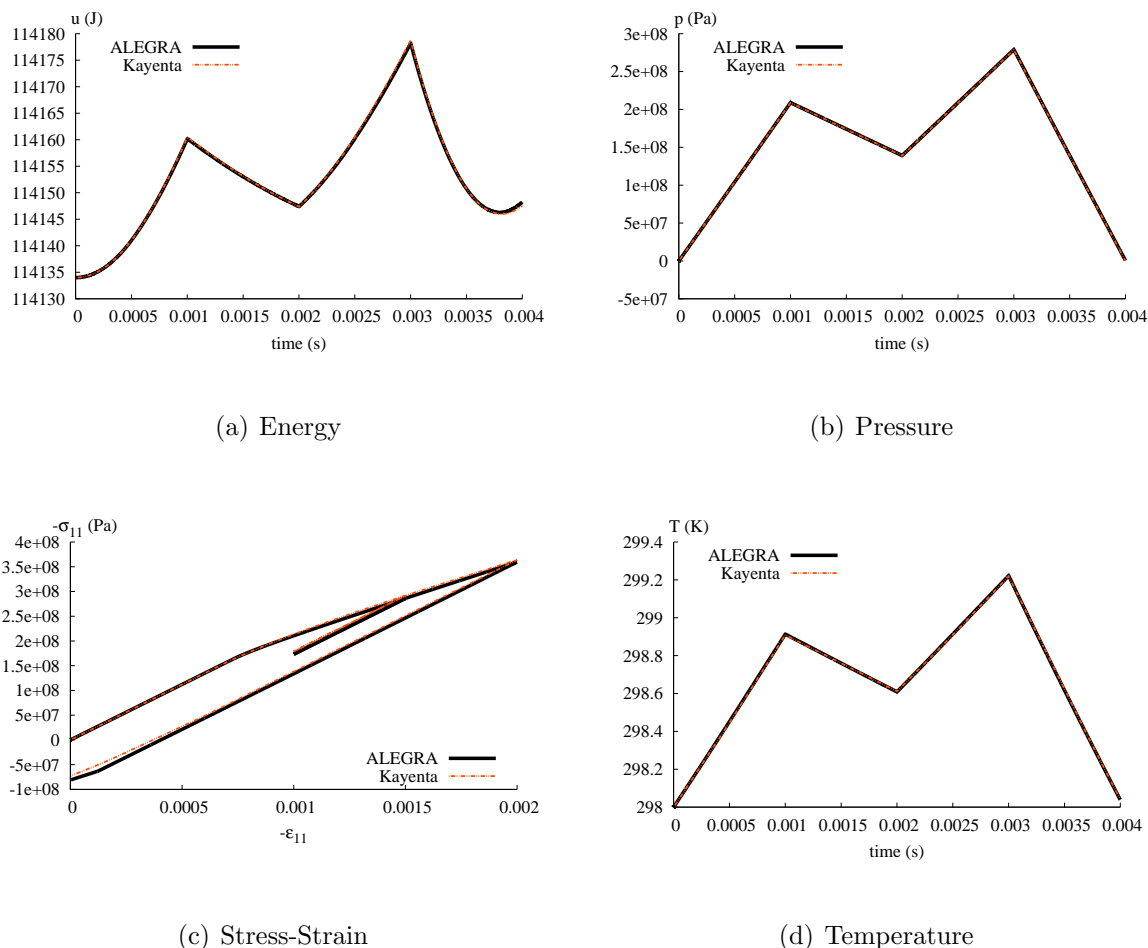 u (J)
114180
114175
114170
114165
114160
114155
114150
114145
114140
114135
114130
ALEGRA
Kayenta
0 0.0005 0.001 0.0015 0.002 0.0025 0.003 0.0035 0.004
time (s)
(a) Energy
p (Pa)
3e+08
2.5e+08
2e+08
1.5e+08
1e+08
5e+07
0
-5e+07
ALEGRA
Kayenta
0 0.0005 0.001 0.0015 0.002 0.0025 0.003 0.0035 0.004
time (s)
(b) Pressure
-σ11 (Pa)
4e+08
3.5e+08
3e+08
2.5e+08
2e+08
1.5e+08
1e+08
5e+07
0
-5e+07
-1e+08
ALEGRA
Kayenta
0 0.0005 0.001 0.0015 0.002
-ε11
(c) Stress-Strain
T (K)
299.4
299.2
299
298.8
298.6
298.4
298.2
298
ALEGRA
Kayenta
0 0.0005 0.001 0.0015 0.002 0.0025 0.003 0.0035 0.004
time (s)
(d) Temperature